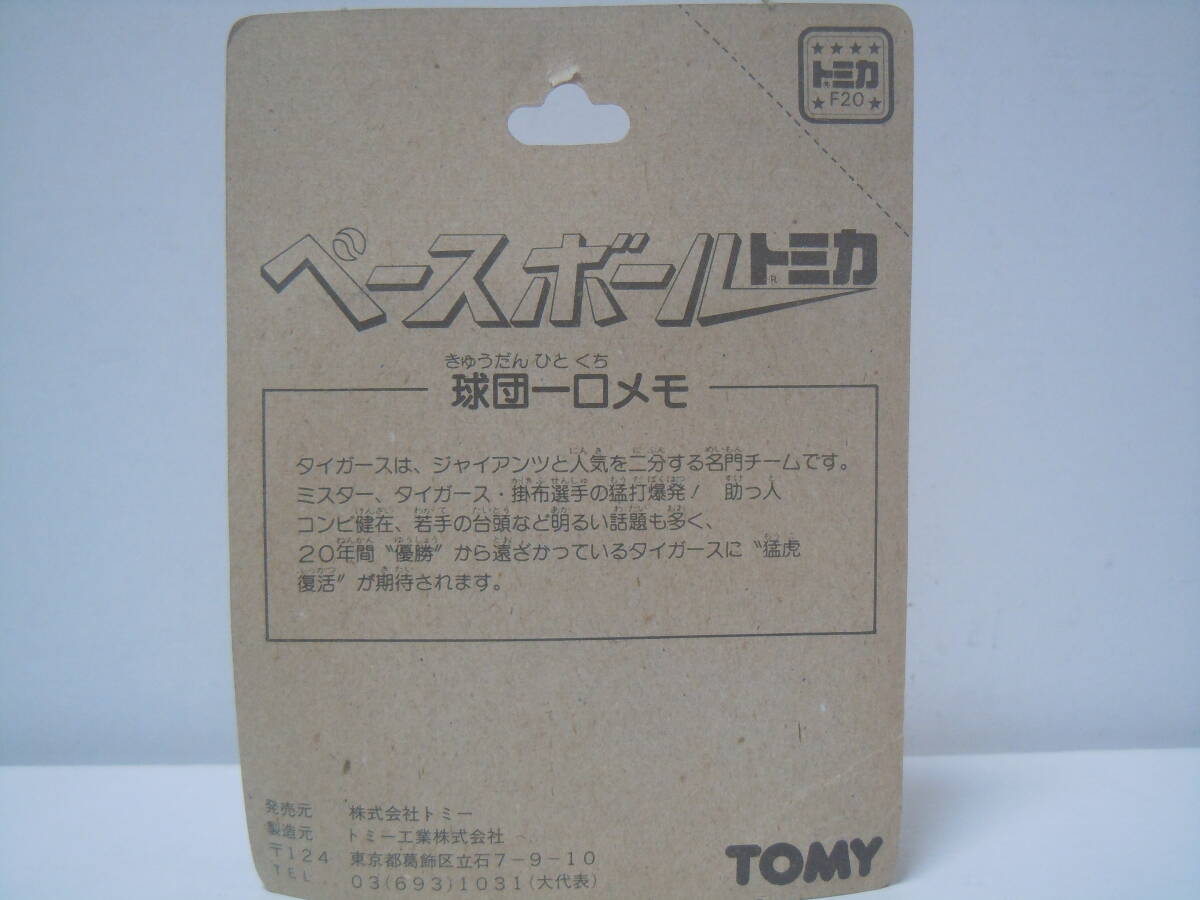 トミカ
F20
ベースボールトミカ
きゅうだん ひと くち
球団一口メモ
タイガースは、ジャイアンツと人気を二分する名門チームです。
ミスター、タイガース・掛布選手の猛打爆発! 助っ人
コンビ健在、若手の台頭など明るい話題も多く、
20年間〝優勝〞から遠ざかっているタイガースに〝猛虎
復活〞が期待されます。
発売元 株式会社トミー
製造元 トミー工業株式会社
〒124 東京都葛飾区立石7-9-10
TEL 03(693)1031(大代表)
TOMY